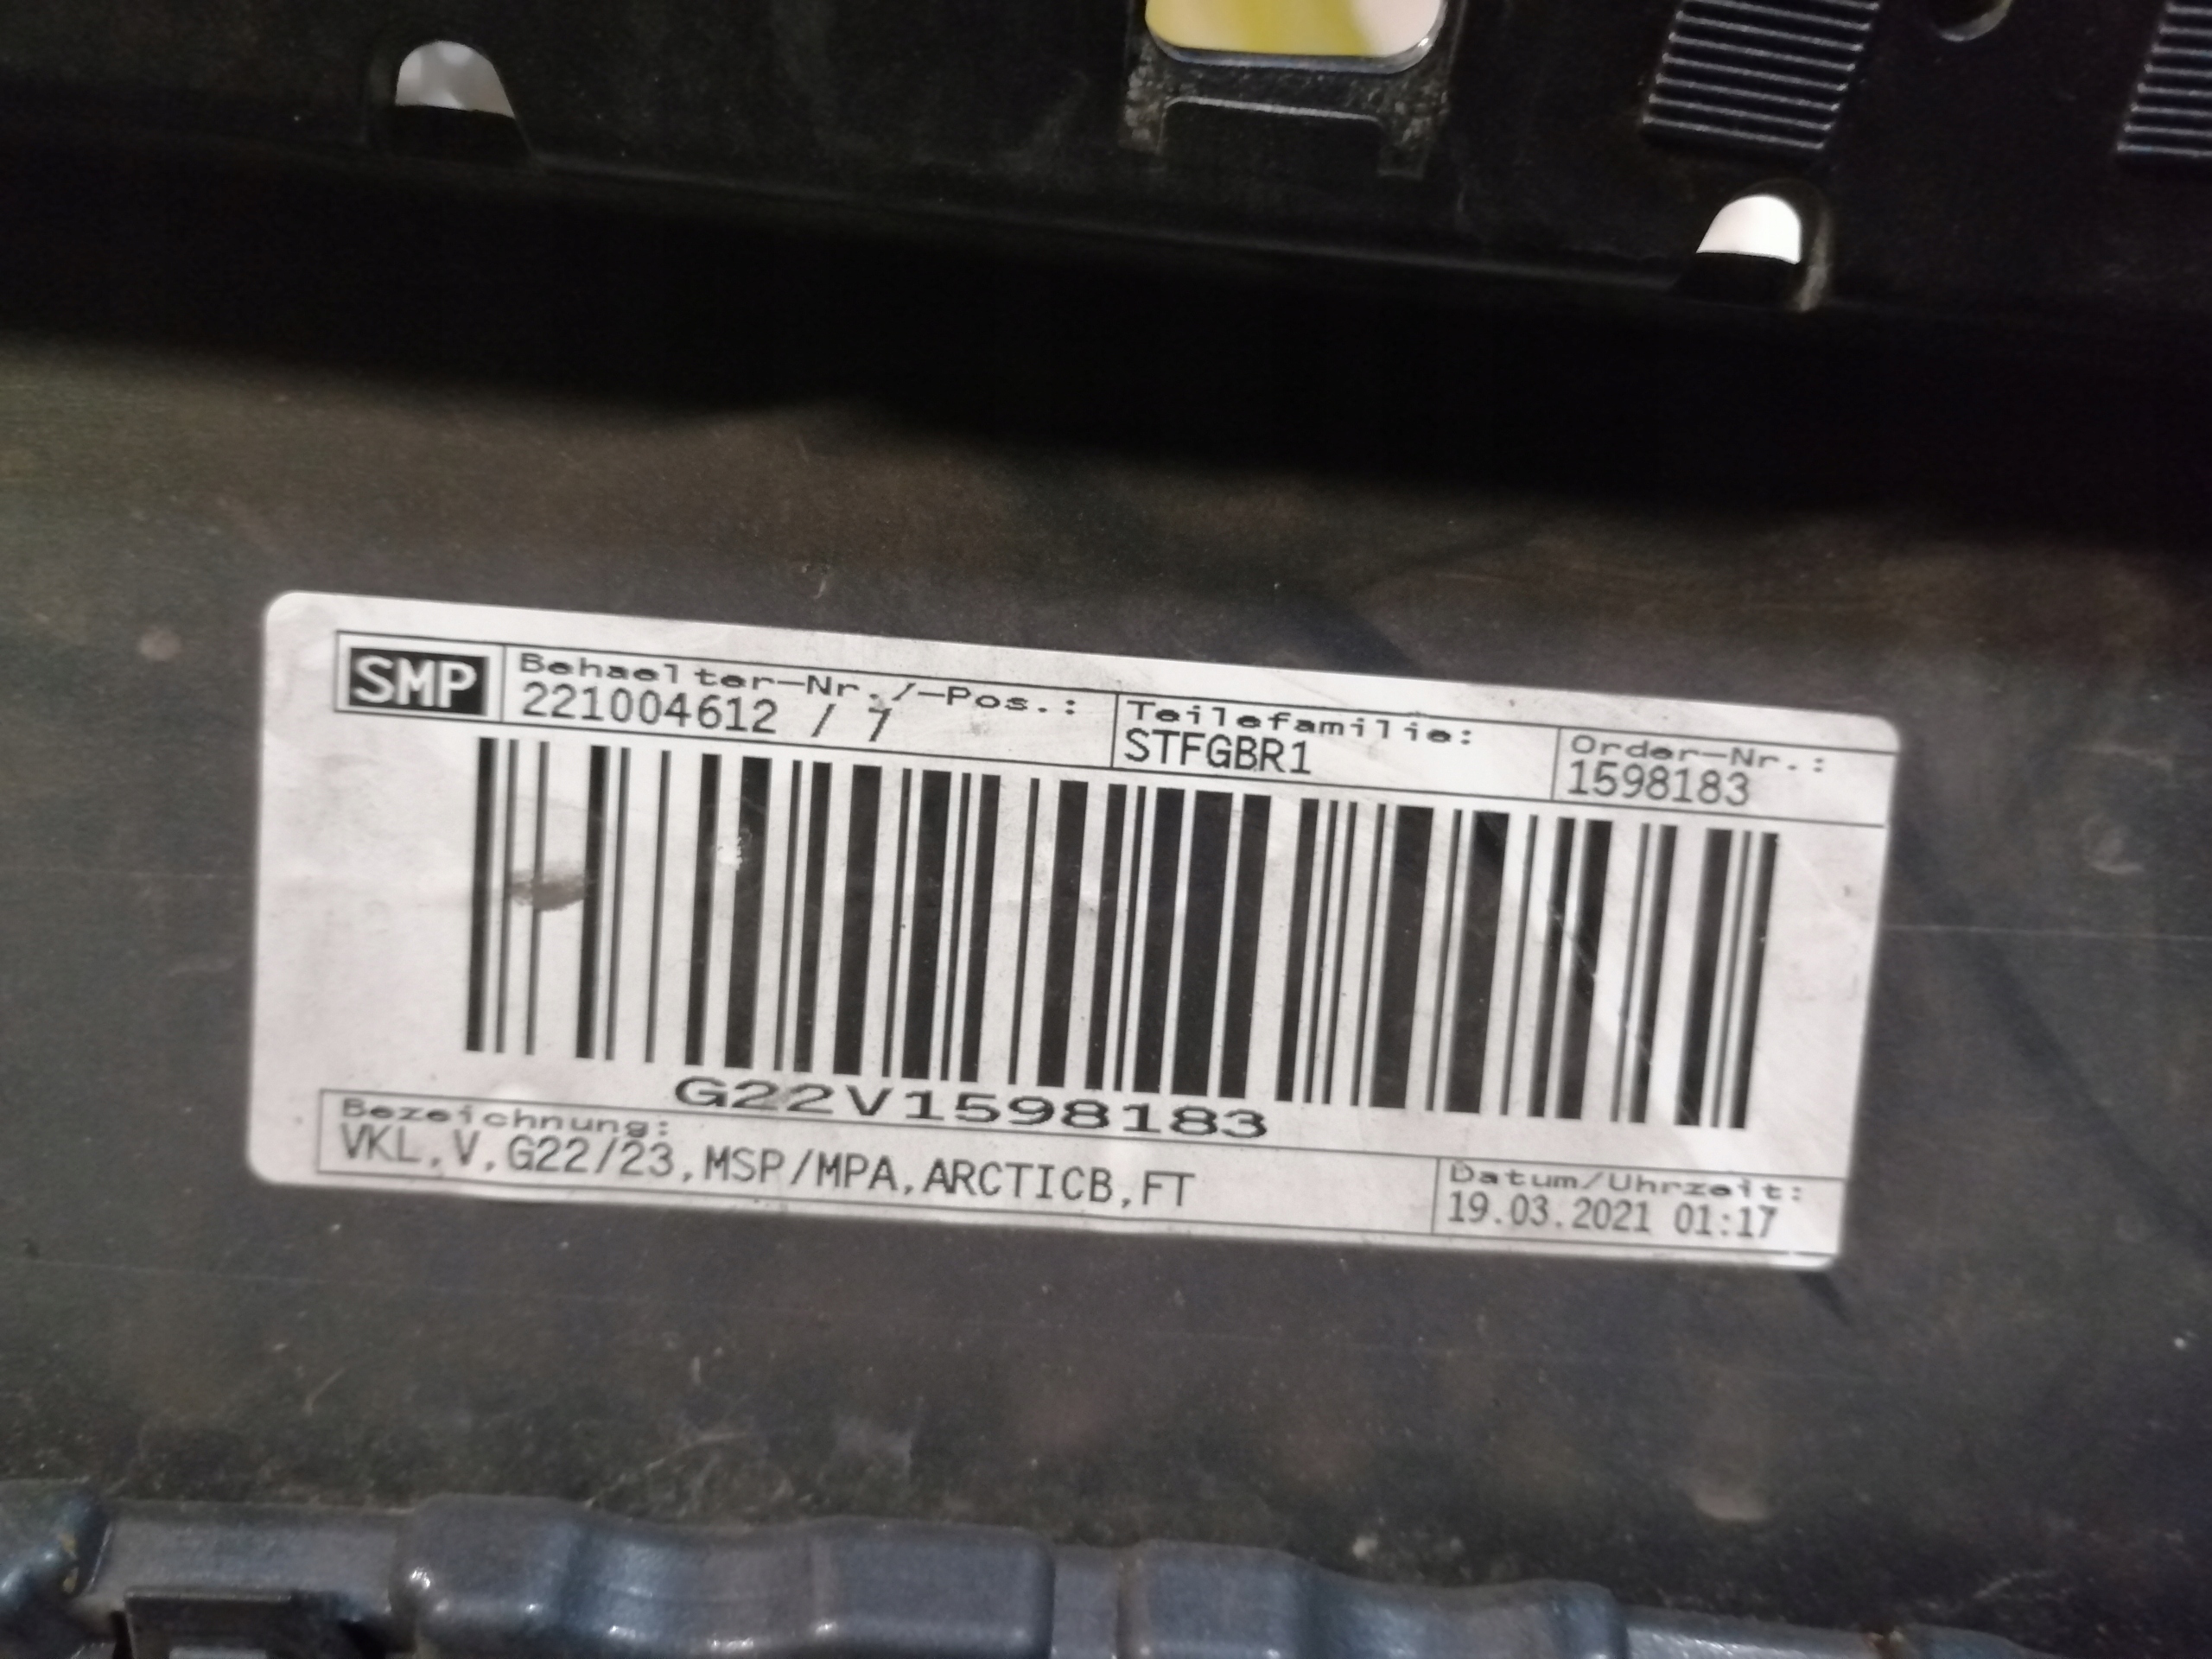 SMP
Behaelter-Nr./-Pos.:
221004612 / 7
Teilefamilie:
STFGBR1
Order-Nr.:
1598183
G22V1598183
Bezeichnung:
VKL,V,G22/23,MSP/MPA,ARCTICB,FT
Datum/Uhrzeit:
19.03.2021 01:17